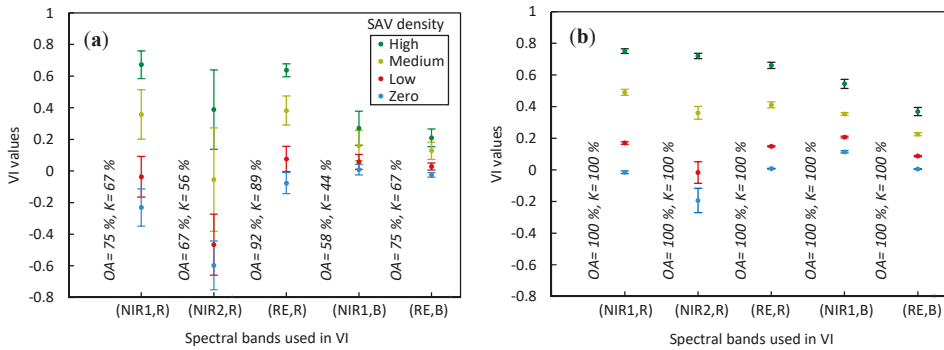 (a)
SAV density
High
Medium
Low
Zero
VI values
1
0.8
0.6
0.4
0.2
0
-0.2
-0.4
-0.6
-0.8
OA= 75 %, K= 67 %
OA= 67 %, K= 56 %
OA= 92 %, K= 89 %
OA= 58 %, K= 44 %
OA= 75 %, K= 67 %
(NIR1,R) (NIR2,R) (RE,R) (NIR1,B) (RE,B)
Spectral bands used in VI
(b)
VI values
1
0.8
0.6
0.4
0.2
0
-0.2
-0.4
-0.6
-0.8
OA= 100 %, K= 100 %
OA= 100 %, K= 100 %
OA= 100 %, K= 100 %
OA= 100 %, K= 100 %
OA= 100 %, K= 100 %
(NIR1,R) (NIR2,R) (RE,R) (NIR1,B) (RE,B)
Spectral bands used in VI